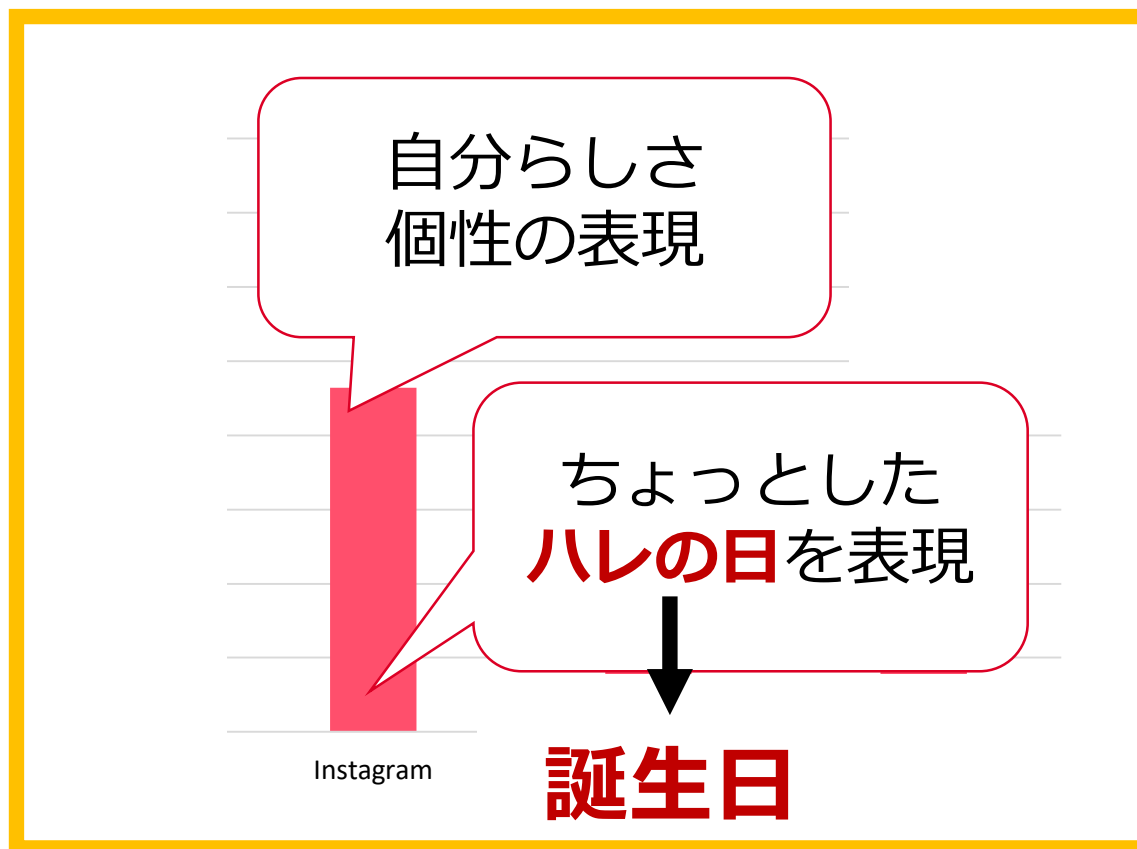 自分らしさ
個性の表現
ちょっとした
ハレの日を表現
Instagram
誕生日